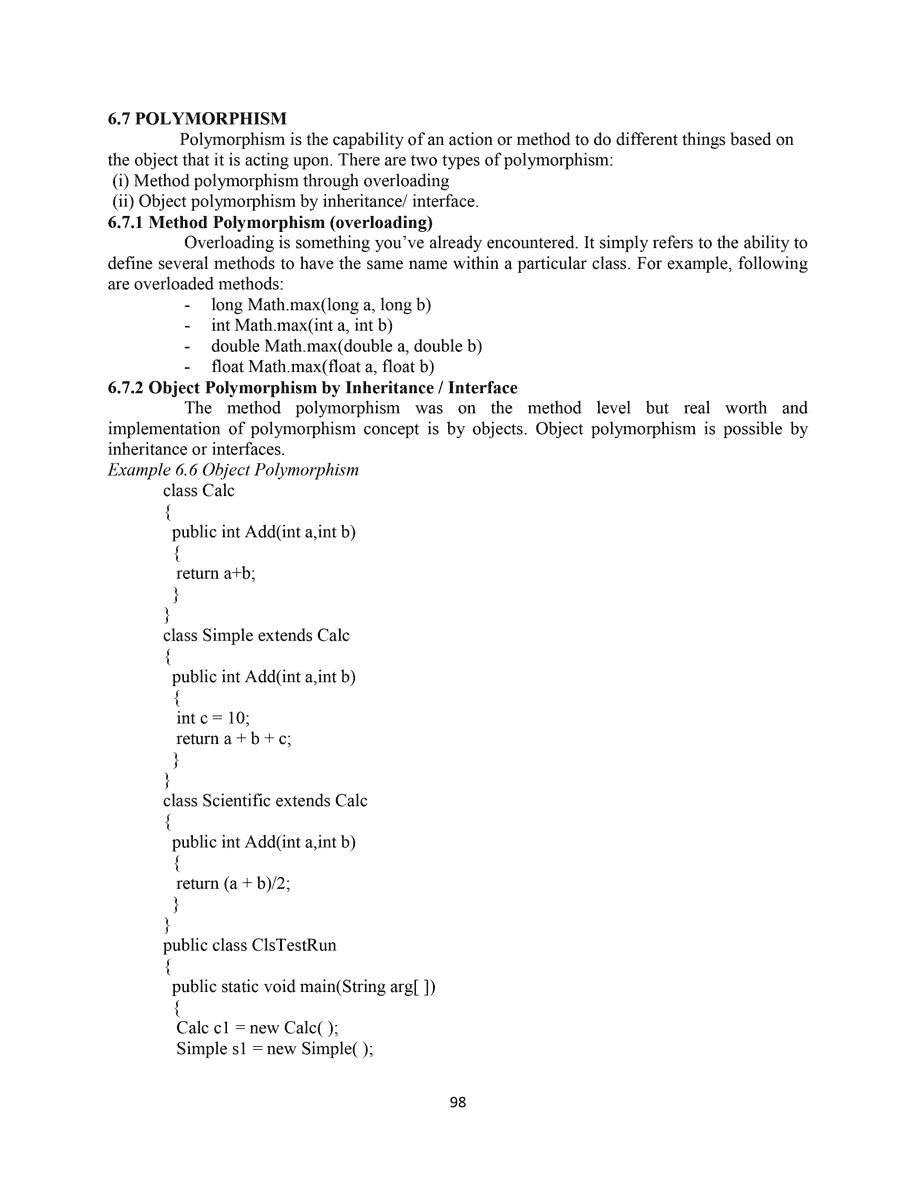 6.7 POLYMORPHISM
Polymorphism is the capability of an action or method to do different things based on
the object that it is acting upon. There are two types of polymorphism:
(i) Method polymorphism through overloading
(ii) Object polymorphism by inheritance/ interface.
6.7.1 Method Polymorphism (overloading)
Overloading is something you’ve already encountered. It simply refers to the ability to
define several methods to have the same name within a particular class. For example, following
are overloaded methods:
- long Math.max(long a, long b)
- int Math.max(int a, int b)
- double Math.max(double a, double b)
- float Math.max(float a, float b)
6.7.2 Object Polymorphism by Inheritance / Interface
The method polymorphism was on the method level but real worth and
implementation of polymorphism concept is by objects. Object polymorphism is possible by
inheritance or interfaces.
Example 6.6 Object Polymorphism
class Calc
{
public int Add(int a,int b)
{
return a+b;
}
}
class Simple extends Calc
{
public int Add(int a,int b)
{
int c = 10;
return a + b + c;
}
}
class Scientific extends Calc
{
public int Add(int a,int b)
{
return (a + b)/2;
}
}
public class ClsTestRun
{
public static void main(String arg[ ])
{
Calc c1 = new Calc( );
Simple s1 = new Simple( );
98